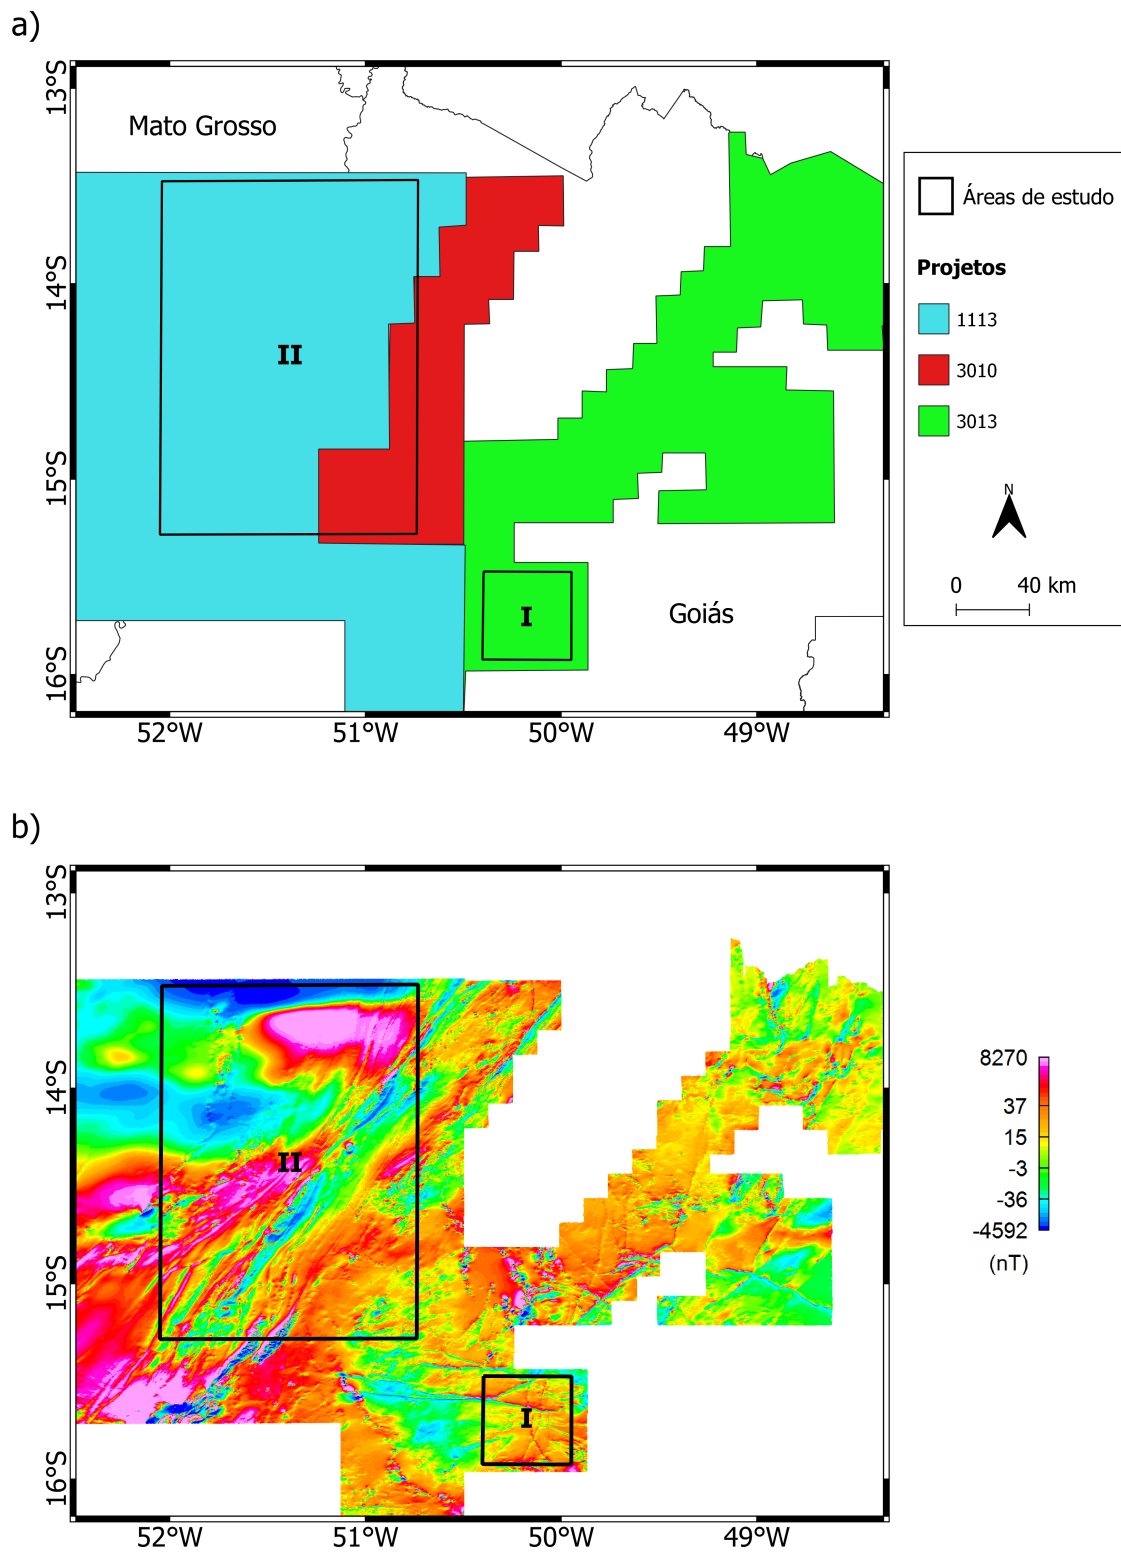 a)
13°S
14°S
15°S
16°S
52°W
51°W
50°W
49°W
Mato Grosso
Goiás
II
I
Áreas de estudo
Projetos
1113
3010
3013
N
0 40 km
b)
13°S
14°S
15°S
16°S
52°W
51°W
50°W
49°W
II
I
8270
37
15
-3
-36
-4592
(nT)